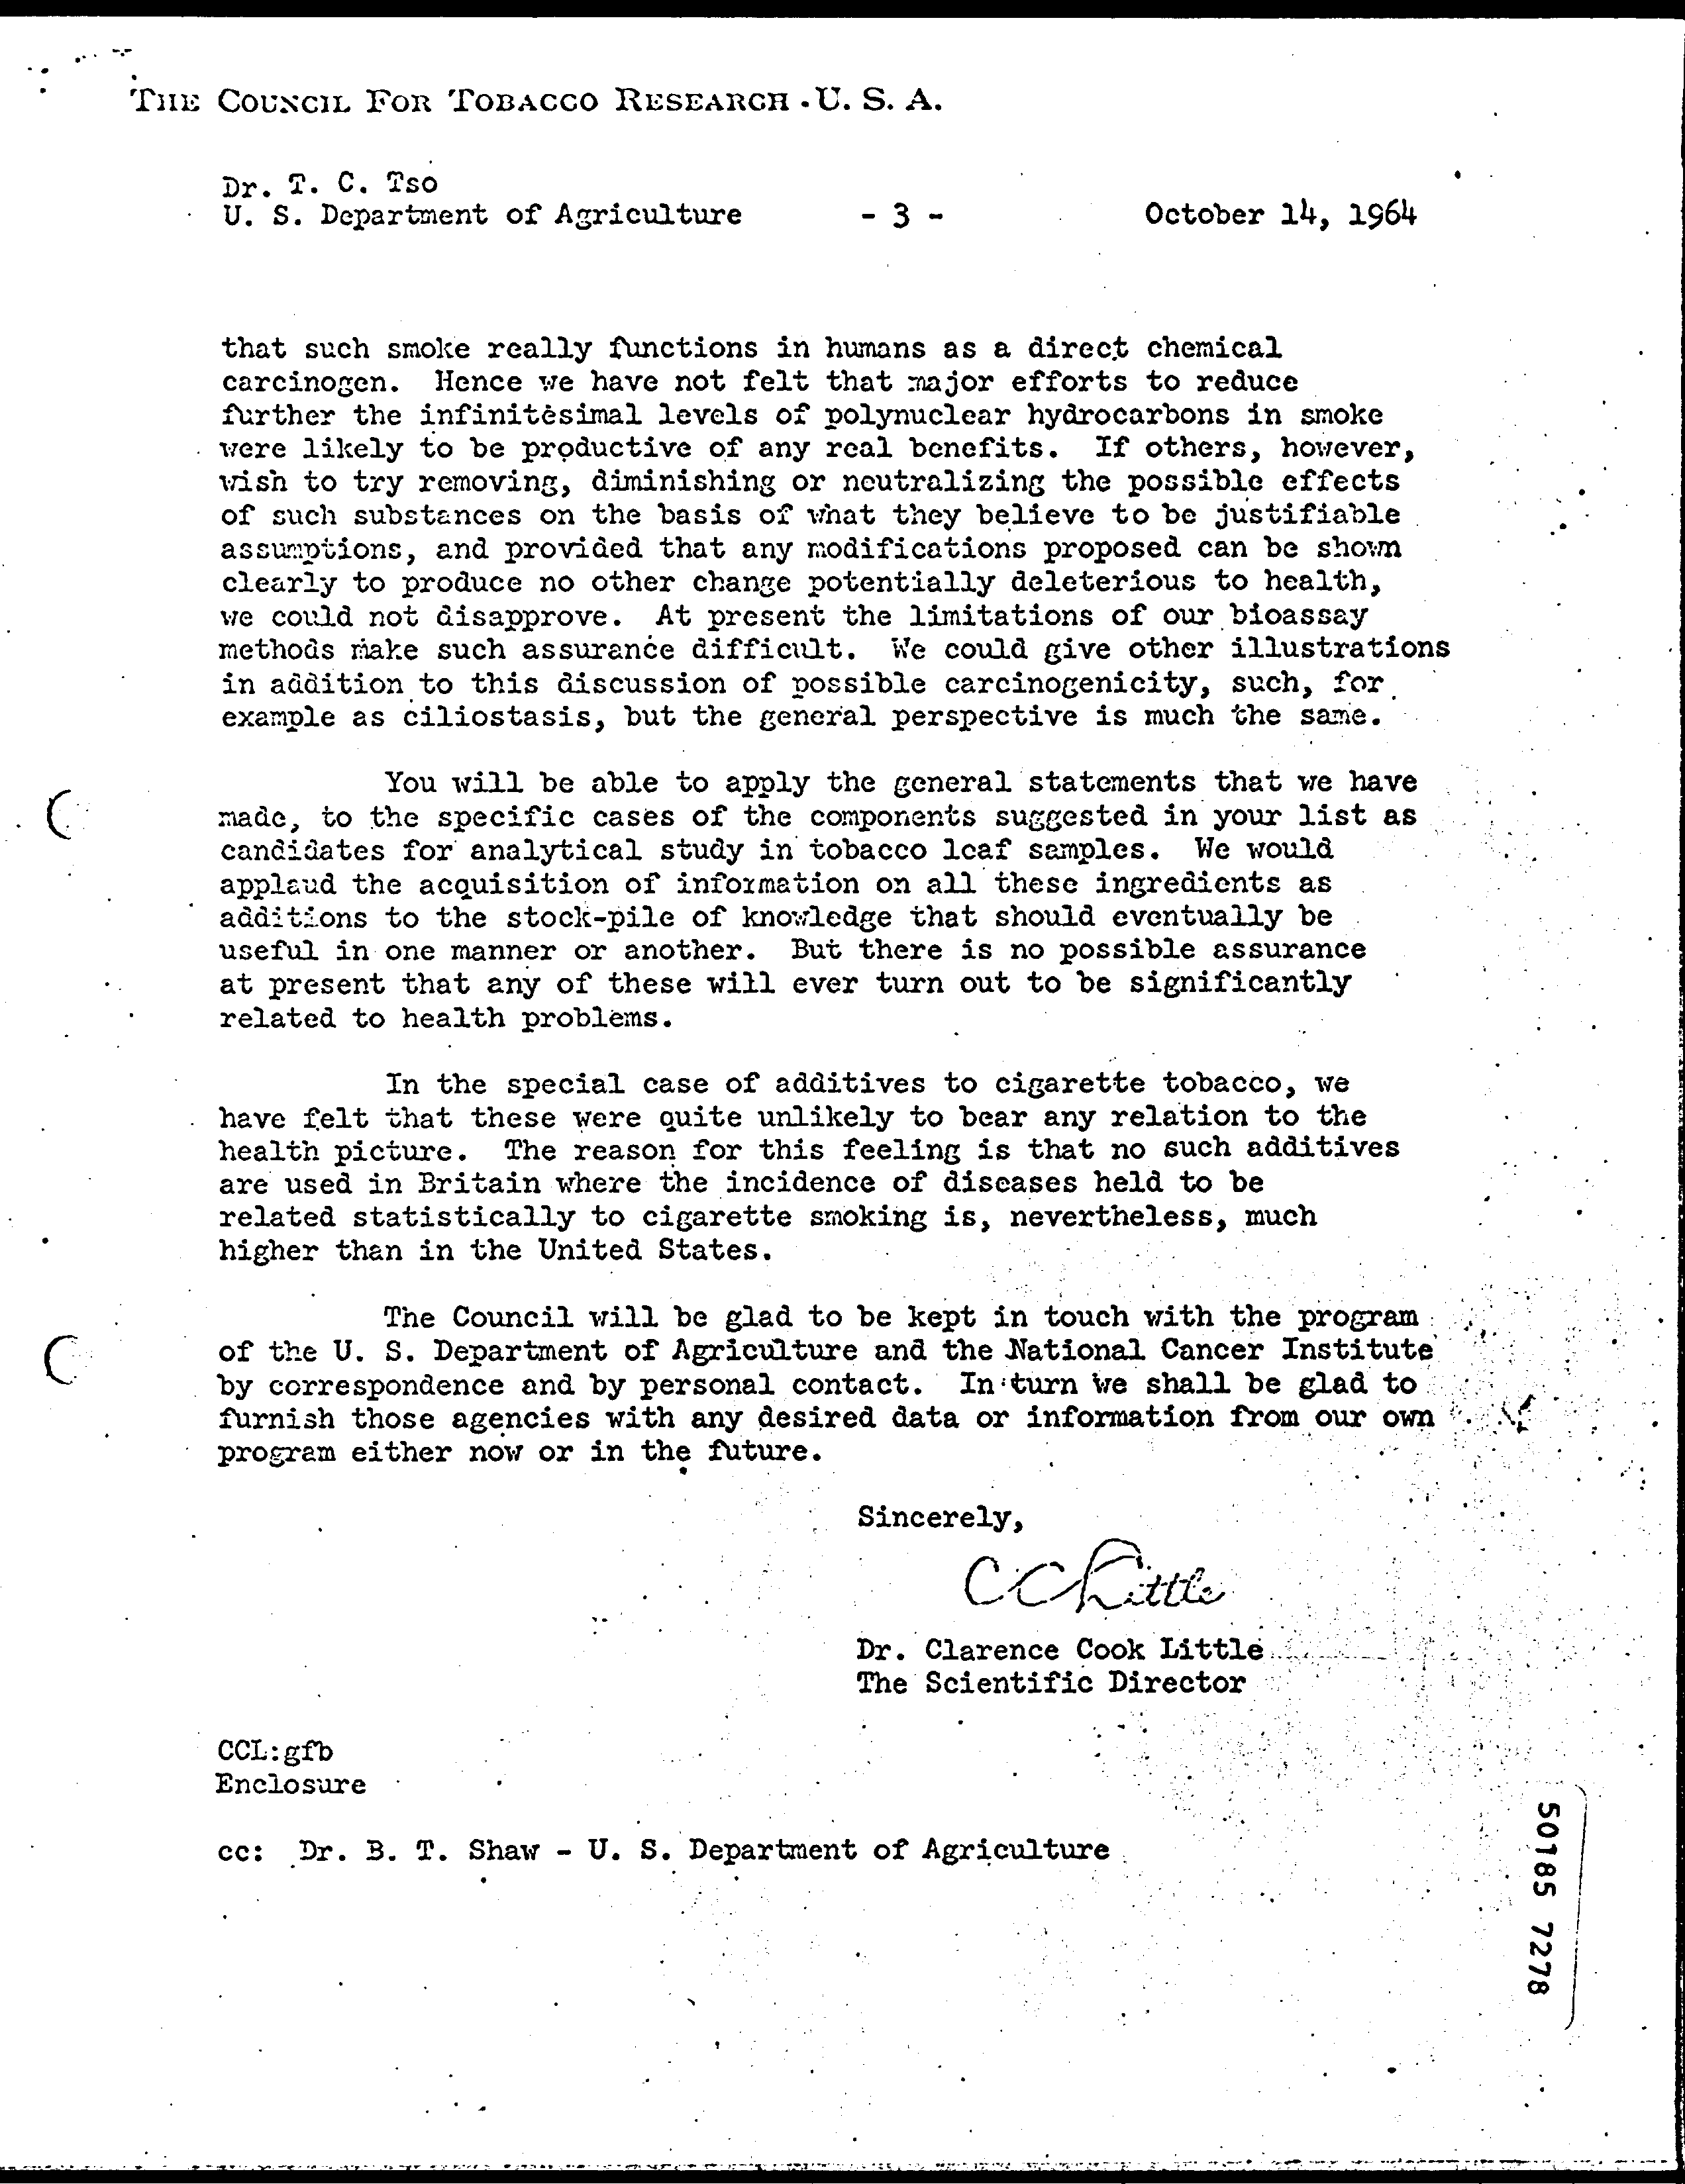 THE COUNCIL FOR TOBACCO RESEARCH - U. S. A.
Dr. T. C. Tso
U. S. Department of Agriculture - 3 - October 14, 1964
that such smoke really functions in humans as a direct chemical
carcinogen. Hence we have not felt that major efforts to reduce
further the infinitesimal levels of polynuclear hydrocarbons in smoke
were likely to be productive of any real benefits. If others, however,
wish to try removing, diminishing or neutralizing the possible effects
of such substances on the basis of what they believe to be justifiable
assumptions, and provided that any modifications proposed can be shown
clearly to produce no other change potentially deleterious to health,
we could not disapprove. At present the limitations of our bioassay
methods make such assurance difficult. We could give other illustrations
in addition to this discussion of possible carcinogenicity, such, for
example as ciliostasis, but the general perspective is much the same.
You will be able to apply the general statements that we have
made, to the specific cases of the components suggested in your list as
candidates for analytical study in tobacco leaf samples. We would
applaud the acquisition of information on all these ingredients as
additions to the stock-pile of knowledge that should eventually be
useful in one manner or another. But there is no possible assurance
at present that any of these will ever turn out to be significantly
related to health problems.
In the special case of additives to cigarette tobacco, we
have felt that these were quite unlikely to bear any relation to the
health picture. The reason for this feeling is that no such additives
are used in Britain where the incidence of diseases held to be
related statistically to cigarette smoking is, nevertheless, much
higher than in the United States.
The Council will be glad to be kept in touch with the program
of the U. S. Department of Agriculture and the National Cancer Institute
by correspondence and by personal contact. In turn we shall be glad to
furnish those agencies with any desired data or information from our own
program either now or in the future.
Sincerely,
CC Little
Dr. Clarence Cook Little
The Scientific Director
CCL:gfb
Enclosure
cc: Dr. B. T. Shaw - U. S. Department of Agriculture
50185 7278